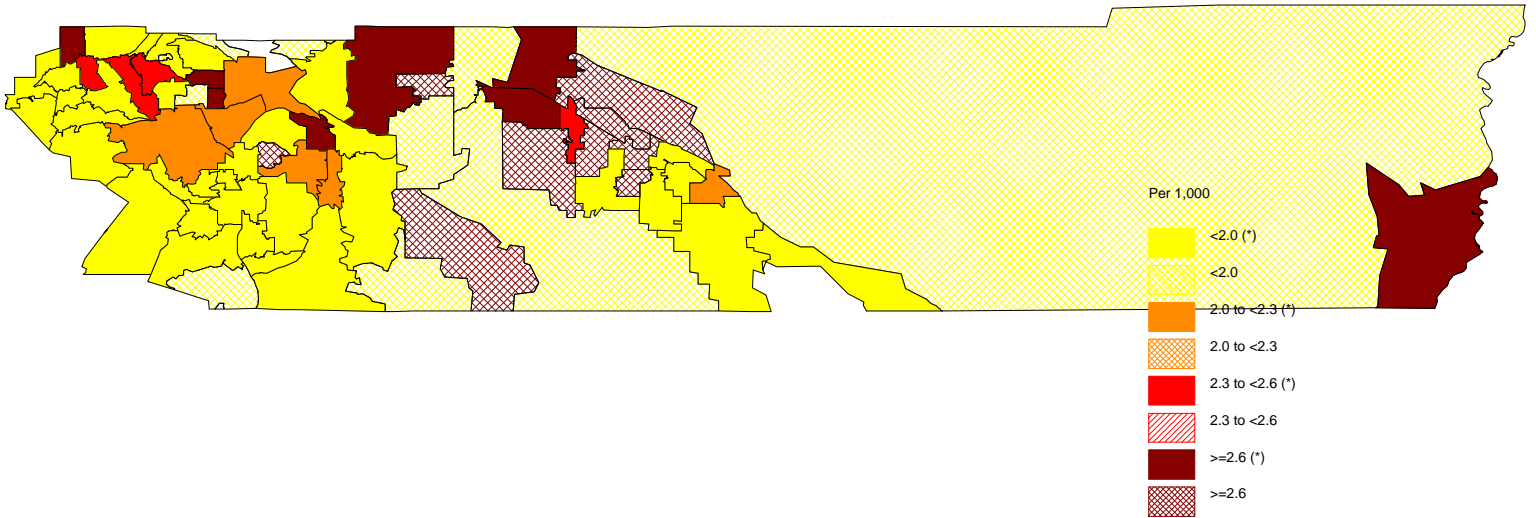 Per 1,000
<2.0 (*)
<2.0
2.0 to <2.3 (*)
2.0 to <2.3
2.3 to <2.6 (*)
2.3 to <2.6
>=2.6 (*)
>=2.6